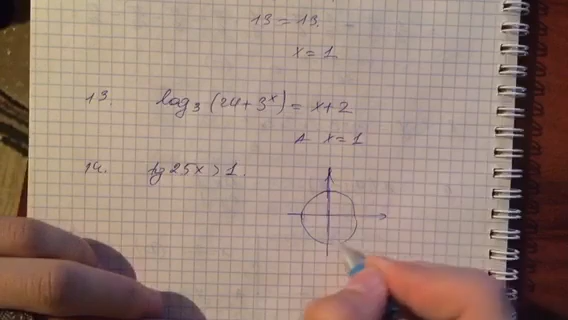 13 = 13.
x = 1
13. log₃(24+3ˣ) = x+2
x = 1
14. tg 25x > 1.